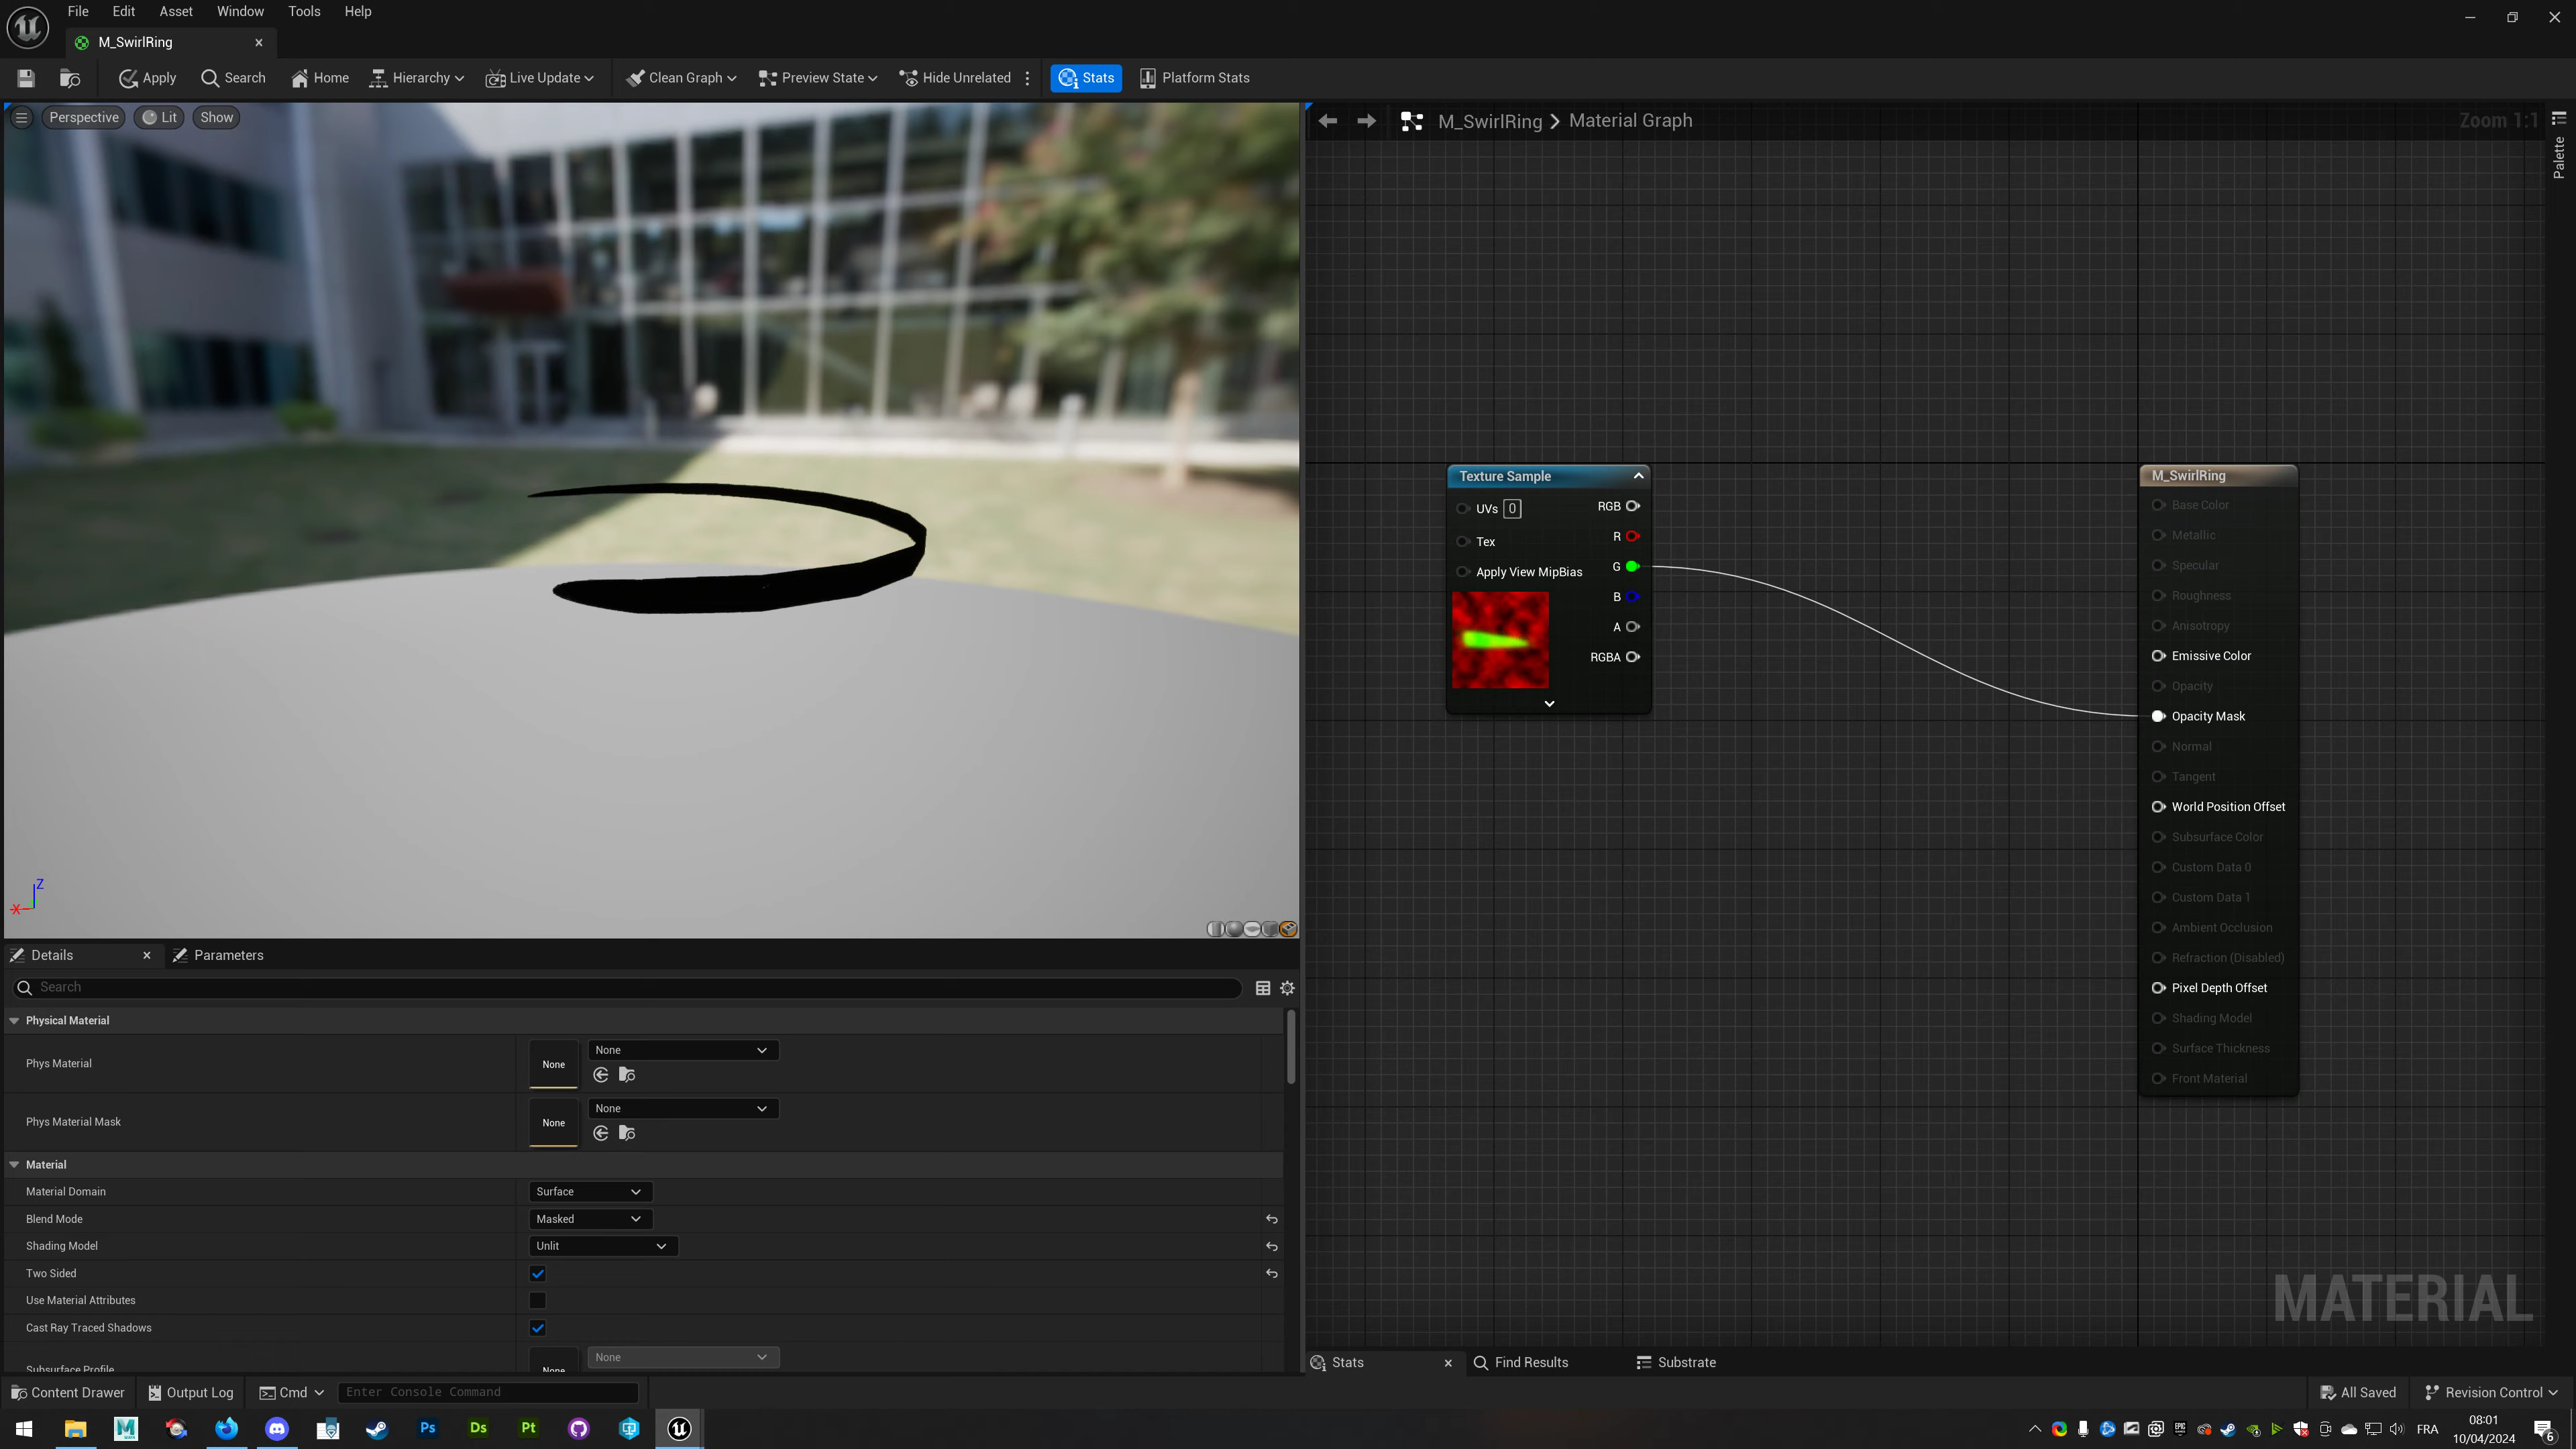 File Edit Asset Window Tools Help
M_SwirlRing
Apply Search Home Hierarchy Live Update Clean Graph Preview State Hide Unrelated Stats Platform Stats
Perspective Lit Show
M_SwirlRing > Material Graph
Zoom 1:1
Palette
Texture Sample
UVs 0
Tex
Apply View MipBias
RGB
R
G
B
A
RGBA
M_SwirlRing
Base Color
Metallic
Specular
Roughness
Anisotropy
Emissive Color
Opacity
Opacity Mask
Normal
Tangent
World Position Offset
Subsurface Color
Custom Data 0
Custom Data 1
Ambient Occlusion
Refraction (Disabled)
Pixel Depth Offset
Shading Model
Surface Thickness
Front Material
Z
X
MATERIAL
Details
Parameters
Search
Physical Material
Phys Material
None
None
Phys Material Mask
None
None
Material
Material Domain
Surface
Blend Mode
Masked
Shading Model
Unlit
Two Sided
Use Material Attributes
Cast Ray Traced Shadows
Subsurface Profile
None
None
Stats
Find Results
Substrate
Content Drawer
Output Log
Cmd
Enter Console Command
All Saved
Revision Control
Ps
Ds
Pt
FRA
08:01
10/04/2024
6